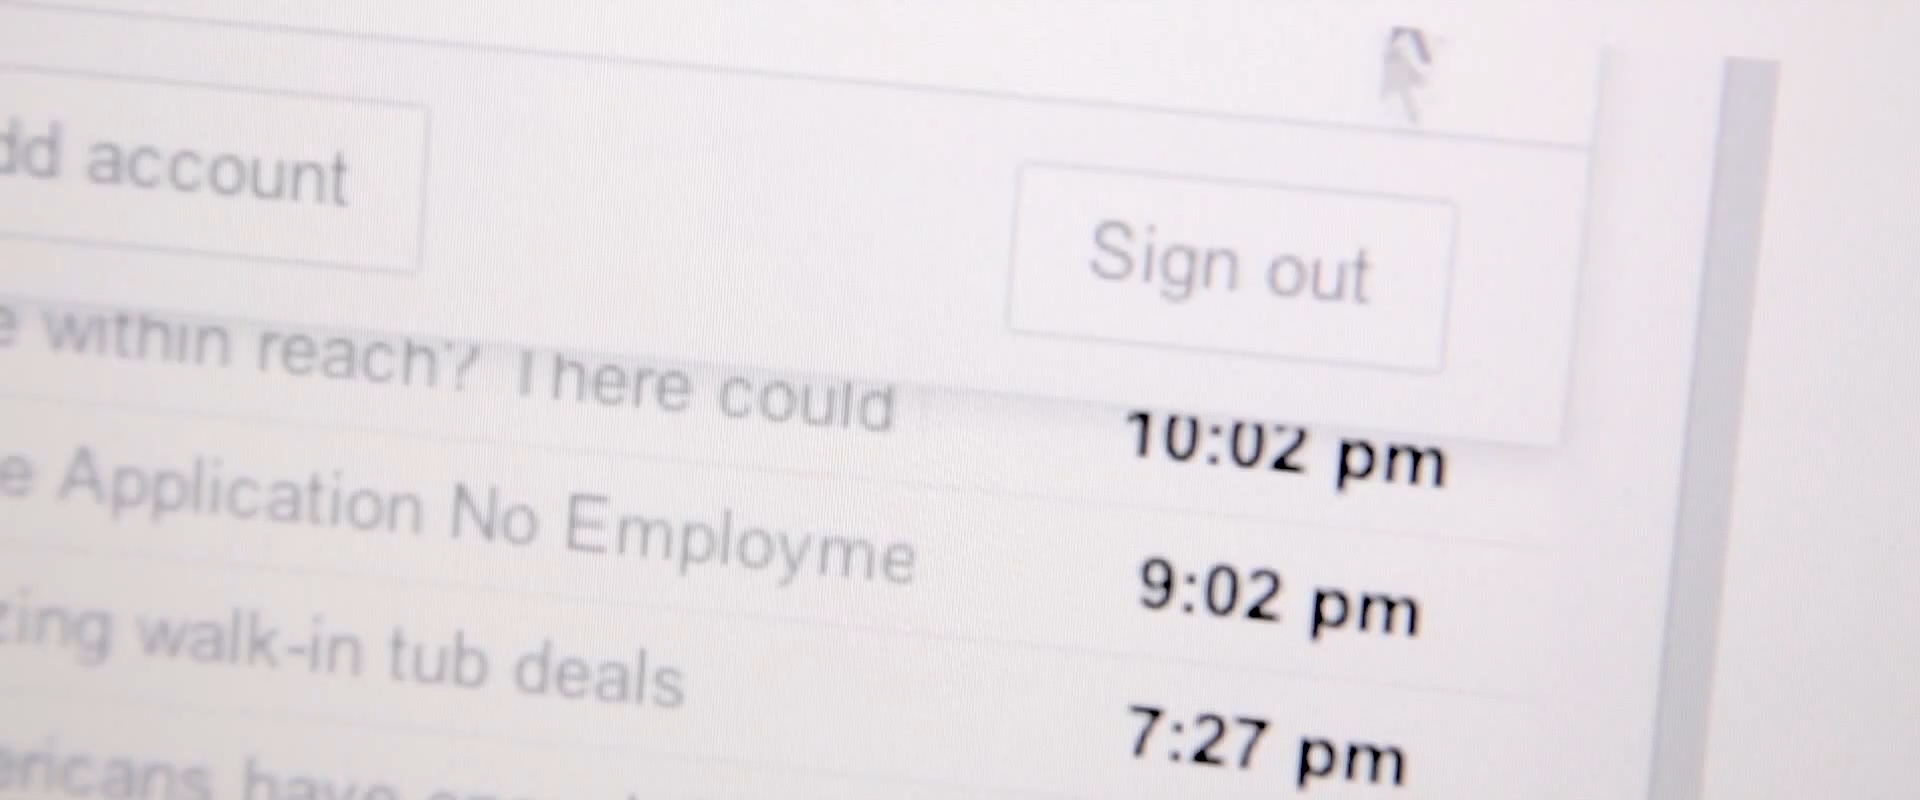 dd account
Sign out
e within reach? There could 10:02 pm
e Application No Employme 9:02 pm
zing walk-in tub deals 7:27 pm
ericans have